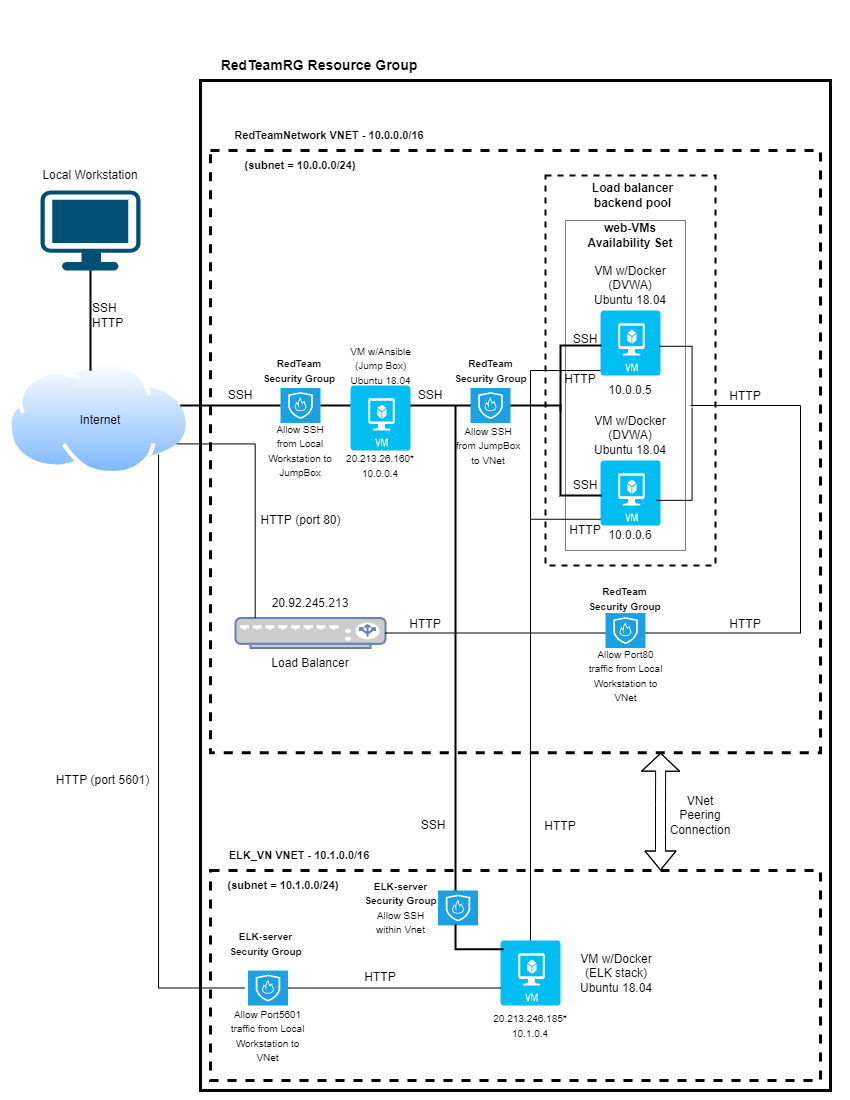 RedTeamRG Resource Group
RedTeamNetwork VNET - 10.0.0.0/16
(subnet = 10.0.0.0/24)
Local Workstation
SSH
HTTP
Internet
Load balancer
backend pool
web-VMs
Availability Set
VM w/Docker
(DVWA)
Ubuntu 18.04
SSH
VM
HTTP
10.0.0.5
VM w/Docker
(DVWA)
Ubuntu 18.04
SSH
VM
HTTP
10.0.0.6
HTTP
SSH
RedTeam
Security Group
Allow SSH
from Local
Workstation to
JumpBox
VM w/Ansible
(Jump Box)
Ubuntu 18.04
VM
20.213.26.160*
10.0.0.4
SSH
RedTeam
Security Group
Allow SSH
from JumpBox
to VNet
HTTP (port 80)
20.92.245.213
Load Balancer
HTTP
RedTeam
Security Group
Allow Port80
traffic from Local
Workstation to
VNet
HTTP
HTTP (port 5601)
SSH
HTTP
VNet
Peering
Connection
ELK_VN VNET - 10.1.0.0/16
(subnet = 10.1.0.0/24)
ELK-server
Security Group
Allow SSH
within Vnet
ELK-server
Security Group
Allow Port5601
traffic from Local
Workstation to
VNet
HTTP
VM
20.213.246.185*
10.1.0.4
VM w/Docker
(ELK stack)
Ubuntu 18.04